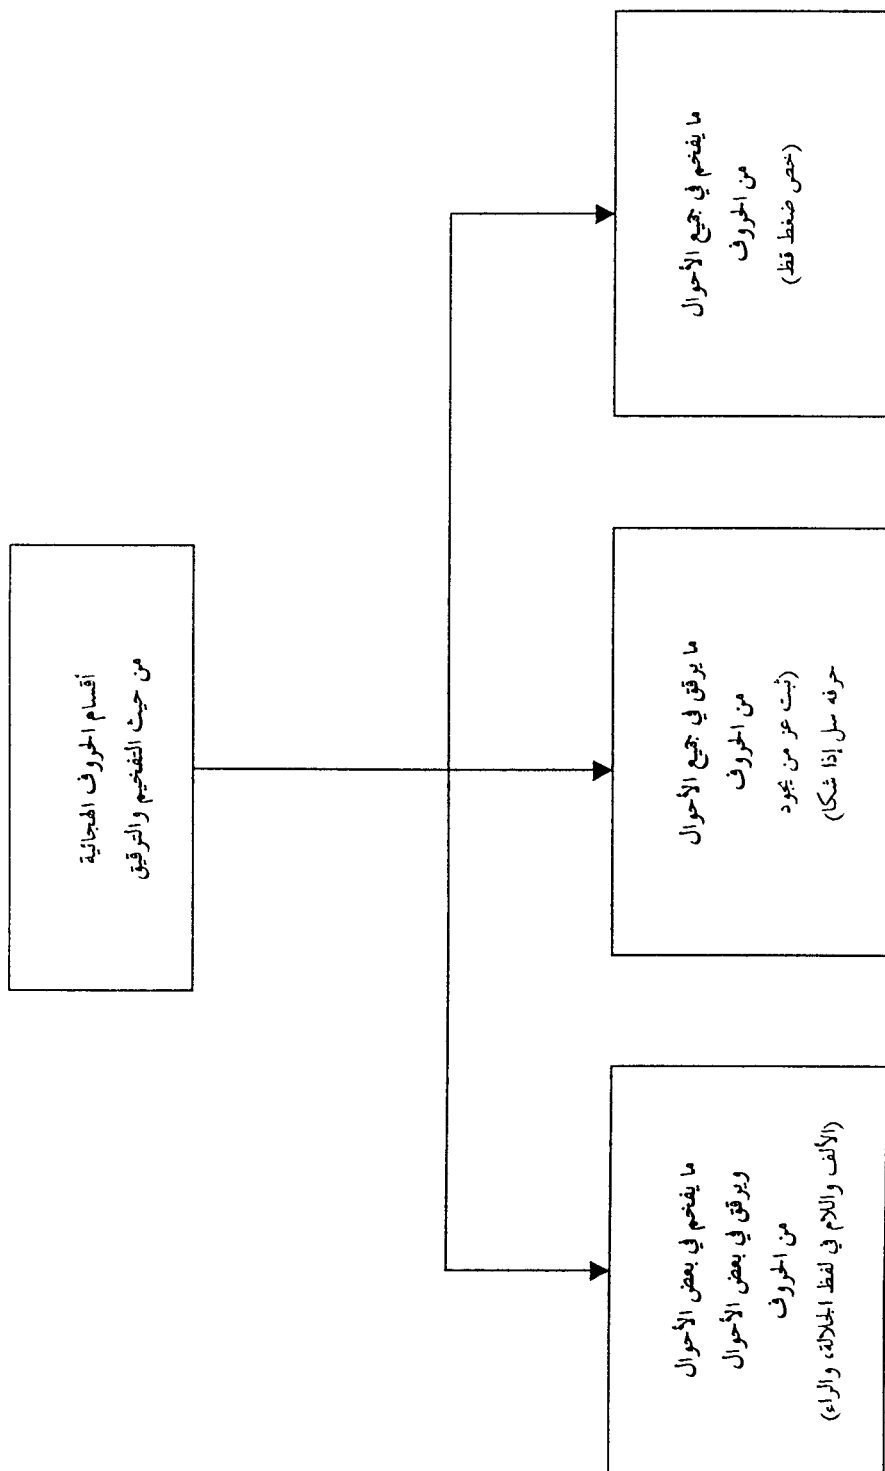 أقسام الحروف الهجائية
من حيث التفخيم والترقيق
ما يفخم في جميع الأحوال
من الحروف
(خص ضغط قظ)
ما يرقق في جميع الأحوال
من الحروف
(ثبت عز من يجود
حرفه سل إذا شكا)
ما يفخم في بعض الأحوال
ويرقق في بعض الأحوال
من الحروف
(الألف واللام في لفظ الجلالة، والراء)